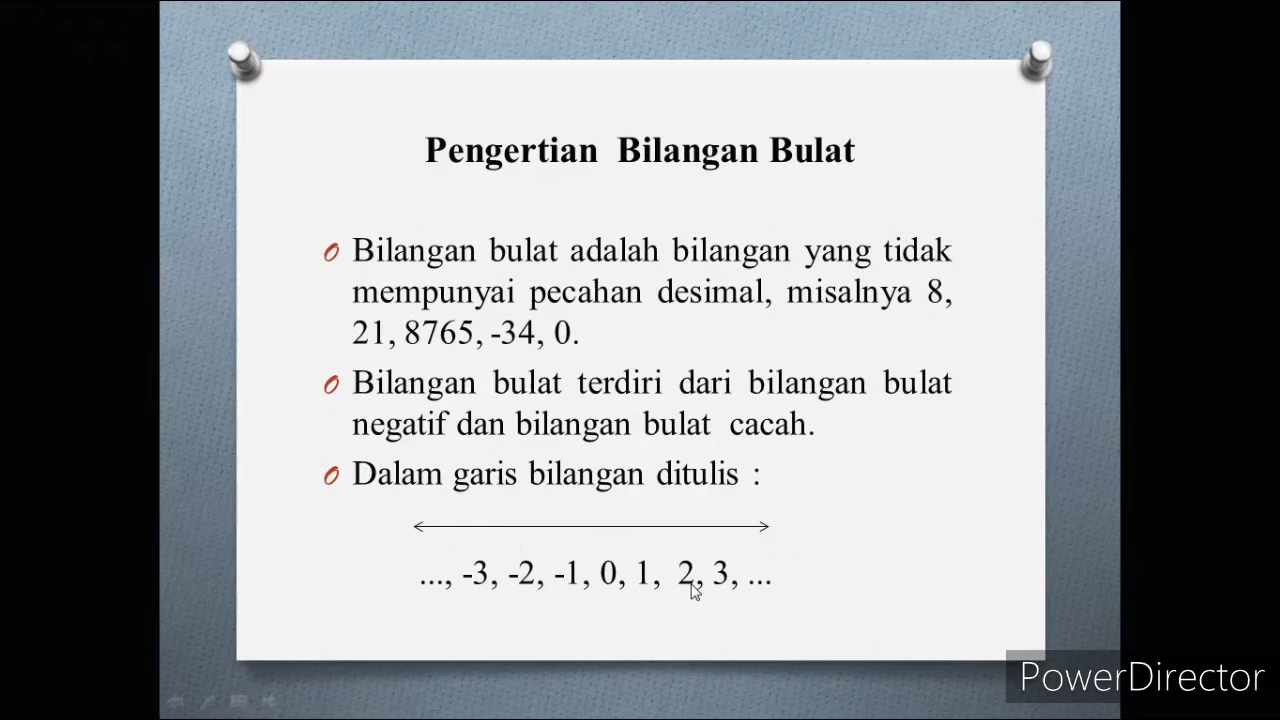 Pengertian Bilangan Bulat
Bilangan bulat adalah bilangan yang tidak
mempunyai pecahan desimal, misalnya 8,
21, 8765, -34, 0.
Bilangan bulat terdiri dari bilangan bulat
negatif dan bilangan bulat cacah.
Dalam garis bilangan ditulis :
..., -3, -2, -1, 0, 1, 2, 3, ...
PowerDirector